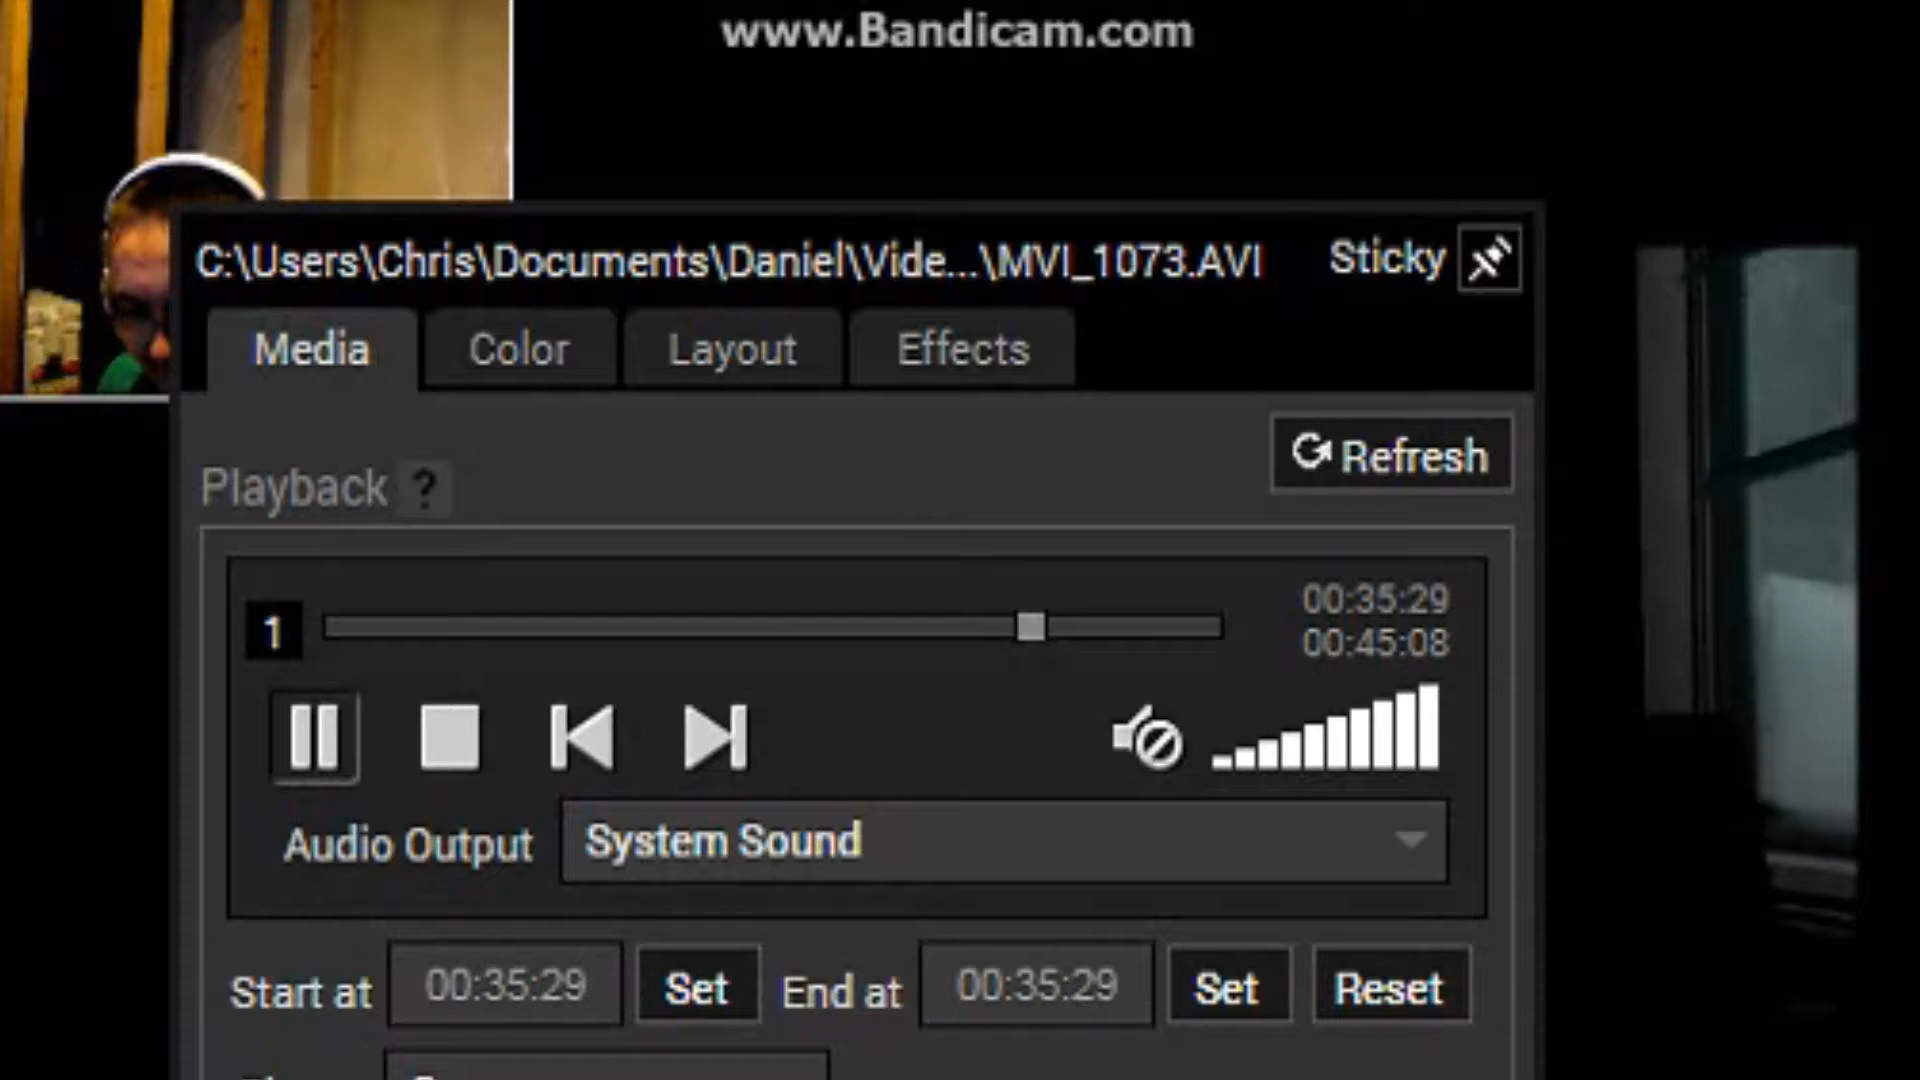 www.Bandicam.com
C:\Users\Chris\Documents\Daniel\Vide...\MVI_1073.AVI Sticky
Media Color Layout Effects
Refresh
Playback ?
1 00:35:29
00:45:08
Audio Output System Sound
Start at 00:35:29 Set End at 00:35:29 Set Reset